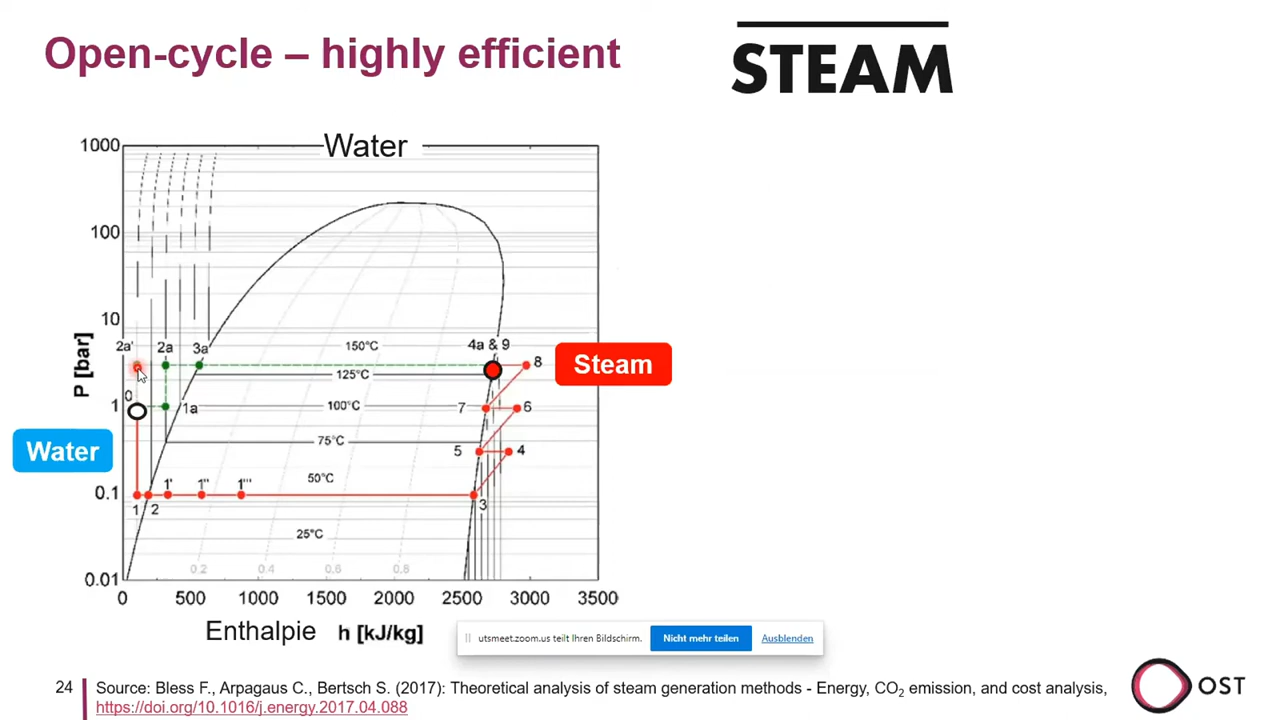 Open-cycle – highly efficient
STEAM
Water
1000
100
10
1
0.1
0.01
P [bar]
2a'
2a
3a
150°C
4a & 9
8
Steam
125°C
0
1a
100°C
7
6
Water
75°C
5
4
1'
1''
1'''
50°C
1
2
3
25°C
0.2
0.4
0.6
0.8
0
500
1000
1500
2000
2500
3000
3500
Enthalpie h [kJ/kg]
utsmeet.zoom.us teilt Ihren Bildschirm.
Nicht mehr teilen
Ausblenden
24
Source: Bless F., Arpagaus C., Bertsch S. (2017): Theoretical analysis of steam generation methods - Energy, CO2 emission, and cost analysis,
https://doi.org/10.1016/j.energy.2017.04.088
OST